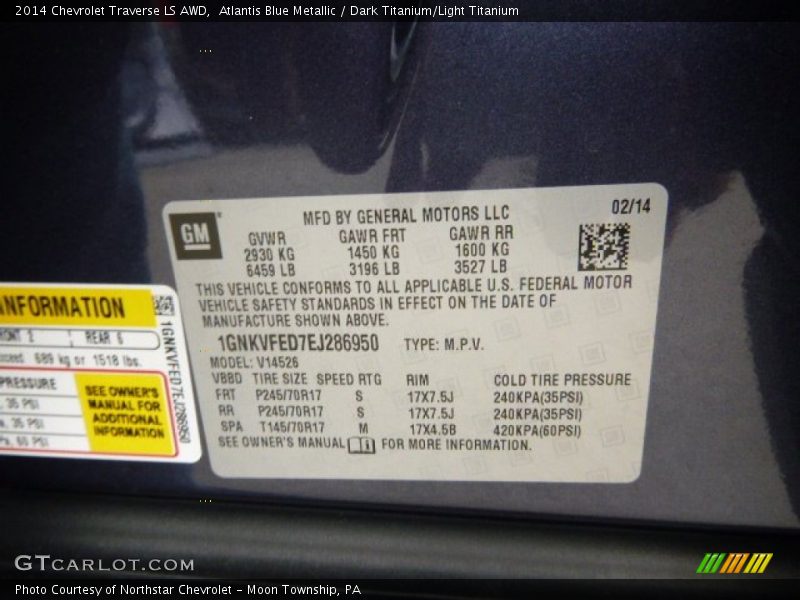 2014 Chevrolet Traverse LS AWD,  Atlantis Blue Metallic / Dark Titanium/Light Titanium
GM
MFD BY GENERAL MOTORS LLC 02/14
GVWR GAWR FRT GAWR RR
2930 KG 1450 KG 1600 KG
6459 LB 3196 LB 3527 LB
THIS VEHICLE CONFORMS TO ALL APPLICABLE U.S. FEDERAL MOTOR
VEHICLE SAFETY STANDARDS IN EFFECT ON THE DATE OF
MANUFACTURE SHOWN ABOVE.
1GNKVFED7EJ286950 TYPE: M.P.V.
MODEL: V14526
VBBD TIRE SIZE SPEED RTG RIM COLD TIRE PRESSURE
FRT P245/70R17 S 17X7.5J 240KPA(35PSI)
RR P245/70R17 S 17X7.5J 240KPA(35PSI)
SPA T145/70R17 M 17X4.5B 420KPA(60PSI)
SEE OWNER'S MANUAL FOR MORE INFORMATION.
INFORMATION
FRONT 2 REAR 6
exceed 689 kg or 1518 lbs.
PRESSURE
35 PSI
35 PSI
60 PSI
SEE OWNER'S
MANUAL FOR
ADDITIONAL
INFORMATION
1GNKVFED7EJ286950
GTCARLOT.COM
Photo Courtesy of Northstar Chevrolet - Moon Township, PA